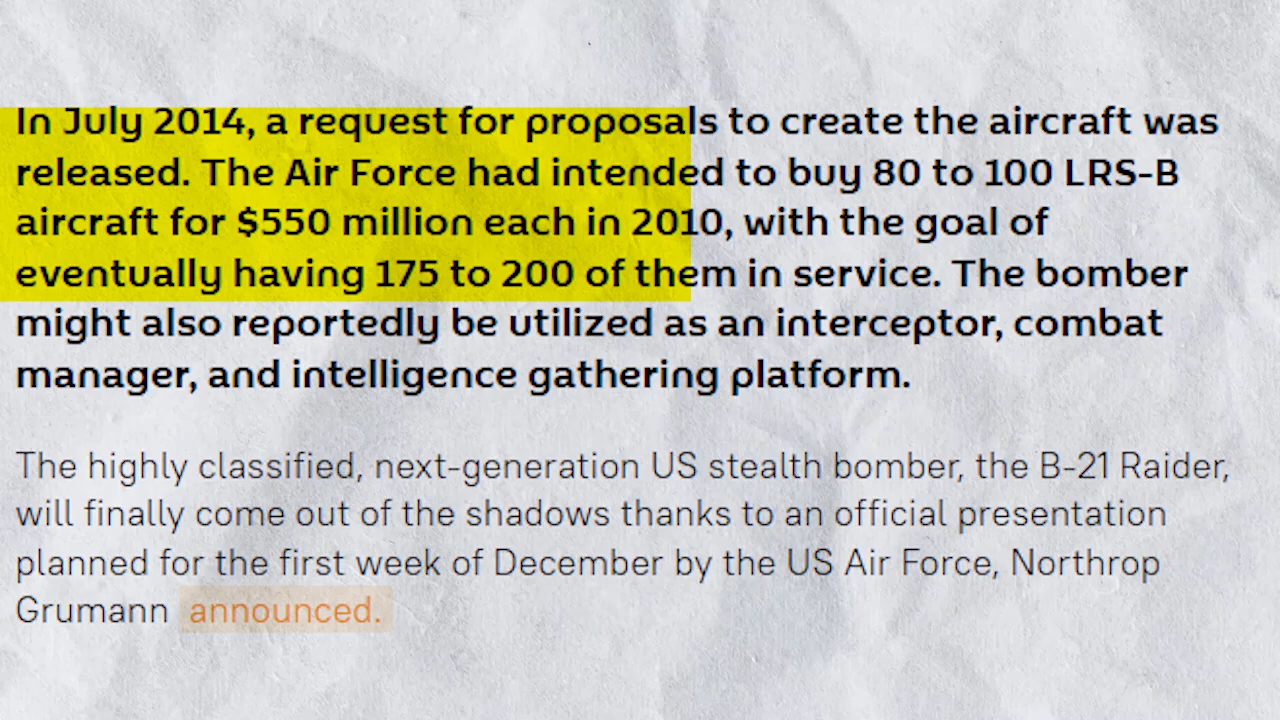 In July 2014, a request for proposals to create the aircraft was
released. The Air Force had intended to buy 80 to 100 LRS-B
aircraft for $550 million each in 2010, with the goal of
eventually having 175 to 200 of them in service. The bomber
might also reportedly be utilized as an interceptor, combat
manager, and intelligence gathering platform.
The highly classified, next-generation US stealth bomber, the B-21 Raider,
will finally come out of the shadows thanks to an official presentation
planned for the first week of December by the US Air Force, Northrop
Grumann announced.